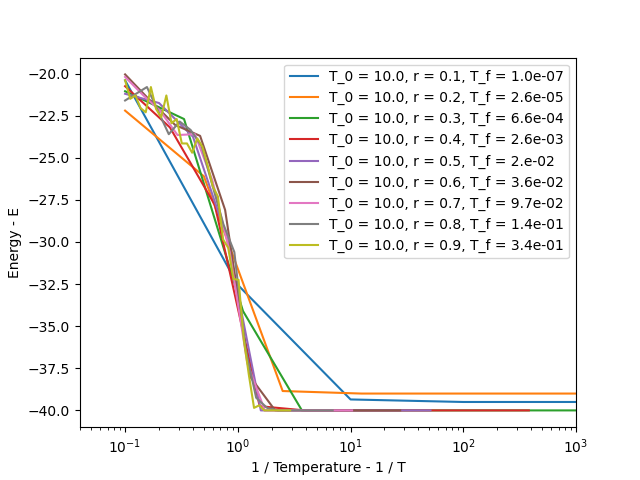 −20.0
−22.5
−25.0
−27.5
−30.0
−32.5
−35.0
−37.5
−40.0
Energy - E
T_0 = 10.0, r = 0.1, T_f = 1.0e-07
T_0 = 10.0, r = 0.2, T_f = 2.6e-05
T_0 = 10.0, r = 0.3, T_f = 6.6e-04
T_0 = 10.0, r = 0.4, T_f = 2.6e-03
T_0 = 10.0, r = 0.5, T_f = 2.e-02
T_0 = 10.0, r = 0.6, T_f = 3.6e-02
T_0 = 10.0, r = 0.7, T_f = 9.7e-02
T_0 = 10.0, r = 0.8, T_f = 1.4e-01
T_0 = 10.0, r = 0.9, T_f = 3.4e-01
10⁻¹ 10⁰ 10¹ 10² 10³
1 / Temperature - 1 / T